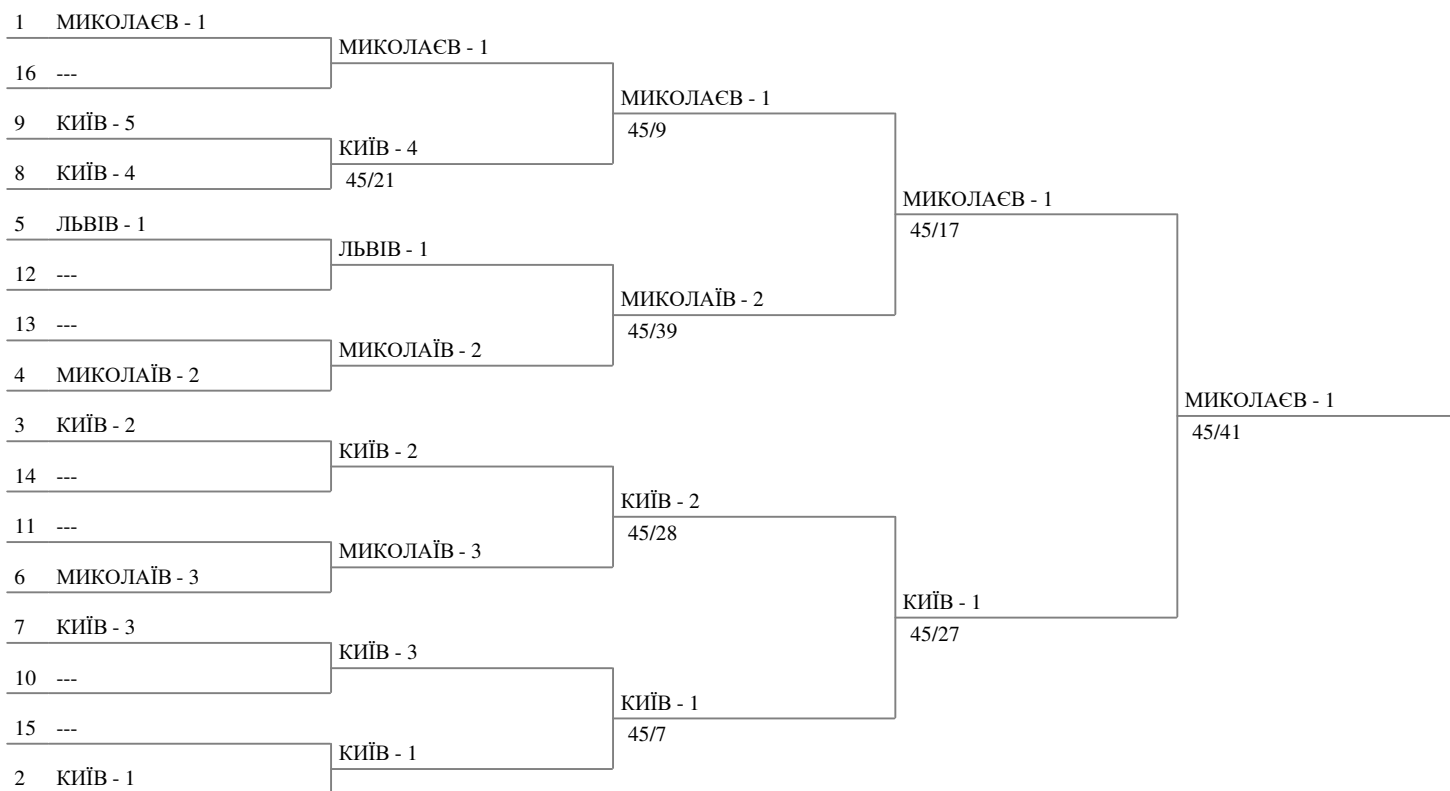 1 МИКОЛАЄВ - 1
МИКОЛАЄВ - 1
16 ---
МИКОЛАЄВ - 1
9 КИЇВ - 5
45/9
КИЇВ - 4
8 КИЇВ - 4
45/21
МИКОЛАЄВ - 1
5 ЛЬВІВ - 1
45/17
ЛЬВІВ - 1
12 ---
МИКОЛАЇВ - 2
13 ---
45/39
МИКОЛАЇВ - 2
4 МИКОЛАЇВ - 2
МИКОЛАЄВ - 1
3 КИЇВ - 2
45/41
КИЇВ - 2
14 ---
КИЇВ - 2
11 ---
45/28
МИКОЛАЇВ - 3
6 МИКОЛАЇВ - 3
КИЇВ - 1
7 КИЇВ - 3
45/27
КИЇВ - 3
10 ---
КИЇВ - 1
15 ---
45/7
КИЇВ - 1
2 КИЇВ - 1